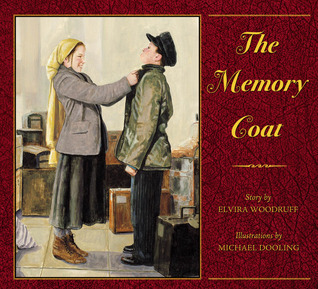 The
Memory
Coat
Story by
ELVIRA WOODRUFF
Illustrations by
MICHAEL DOOLING